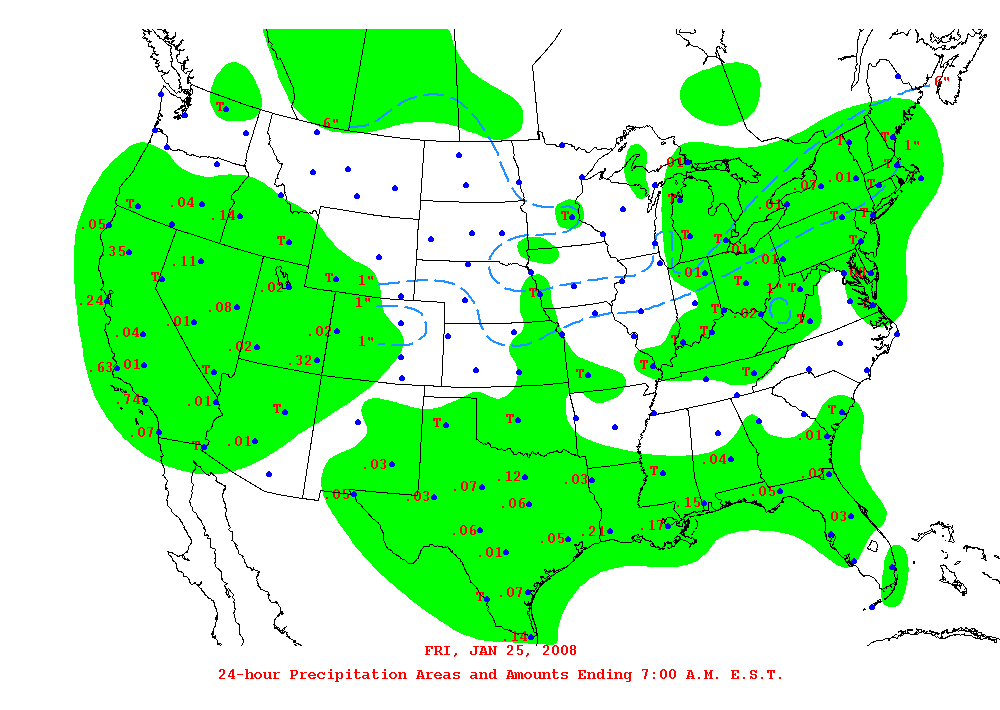 6"
6"
T
T
1"
.01
T
.07
.01
T
T
T
.04
.14
.01
T
T
T
.05
T
T
T
.01
T
.35
.11
.01
T
T
.02
T
1"
.01
T
1"
T
.24
.08
1"
T
.02
T
.01
T
.04
.02
T
.02
1"
T
.63
.01
.32
T
T
T
T
.74
.01
T
T
T
T
.07
T
.01
.01
.03
.04
T
.12
.03
.02
.05
.03
.07
.05
.06
.15
.03
.06
.05
.21
.17
.01
T
.07
.14
FRI, JAN 25, 2008
24-hour Precipitation Areas and Amounts Ending 7:00 A.M. E.S.T.